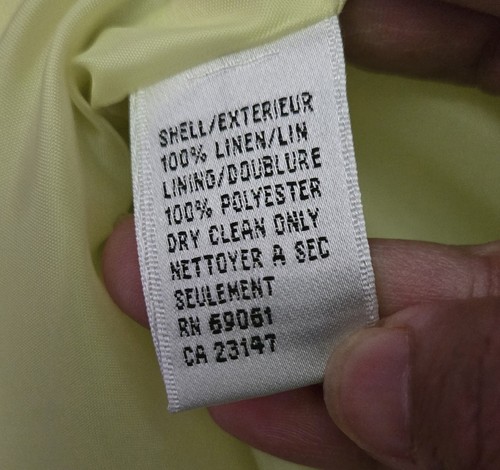 SHELL/EXTERIEUR
100% LINEN/LIN
LINING/DOUBLURE
100% POLYESTER
DRY CLEAN ONLY
NETTOYER A SEC
SEULEMENT
RN 69061
CA 23147